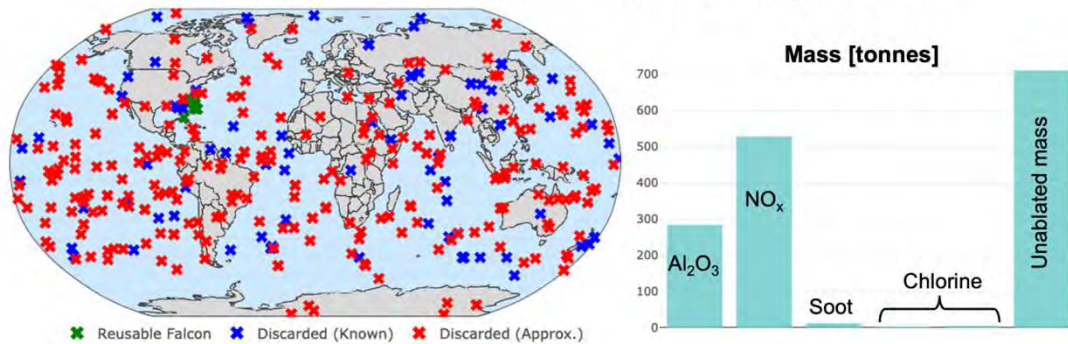 Mass [tonnes]
700
600
500
400
300
200
100
0
Al₂O₃
NOₓ
Soot
Chlorine
Unablated mass
Reusable Falcon
Discarded (Known)
Discarded (Approx.)